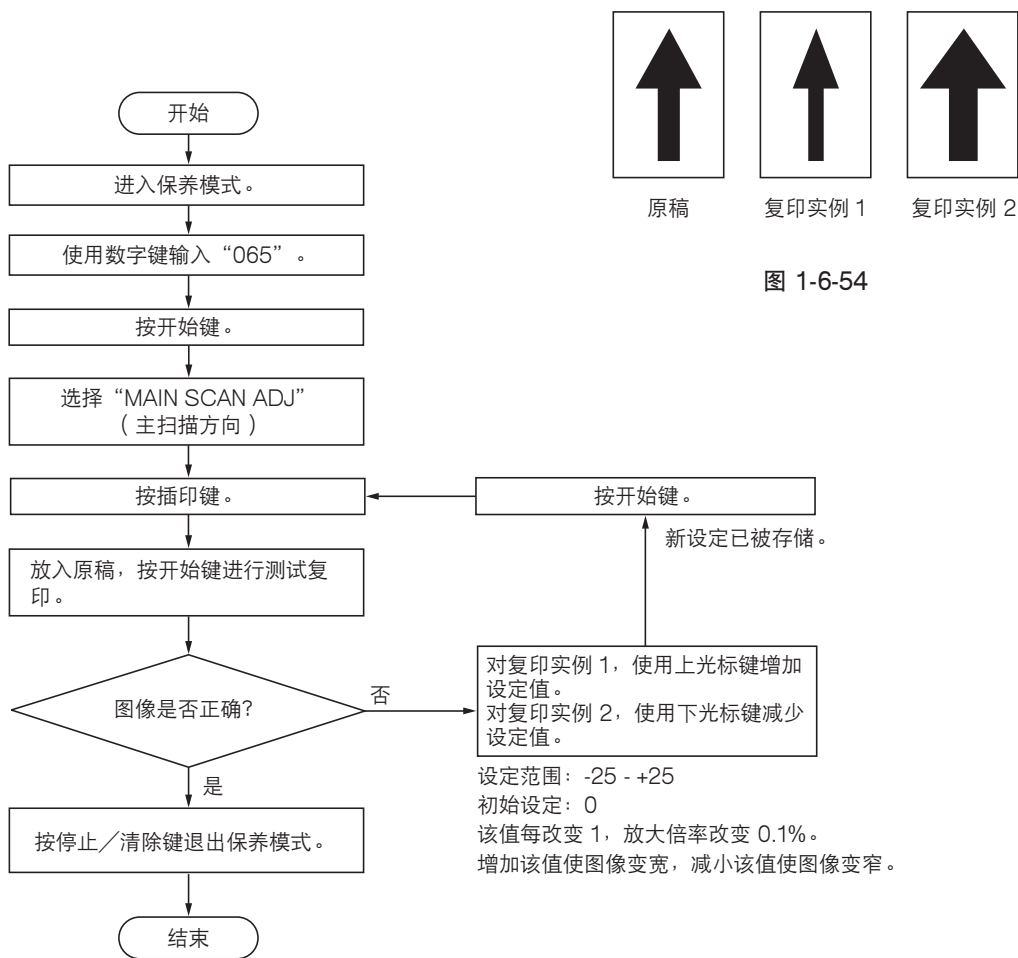 开始
进入保养模式。
使用数字键输入“065”。
按开始键。
选择“MAIN SCAN ADJ”
(主扫描方向)
按插印键。
放入原稿，按开始键进行测试复
印。
图像是否正确?
是
按停止／清除键退出保养模式。
结束
否
对复印实例 1，使用上光标键增加
设定值。
对复印实例 2，使用下光标键减少
设定值。
设定范围：-25 - +25
初始设定：0
该值每改变 1，放大倍率改变 0.1%。
增加该值使图像变宽，减小该值使图像变窄。
新设定已被存储。
按开始键。
原稿
复印实例 1
复印实例 2
图 1-6-54